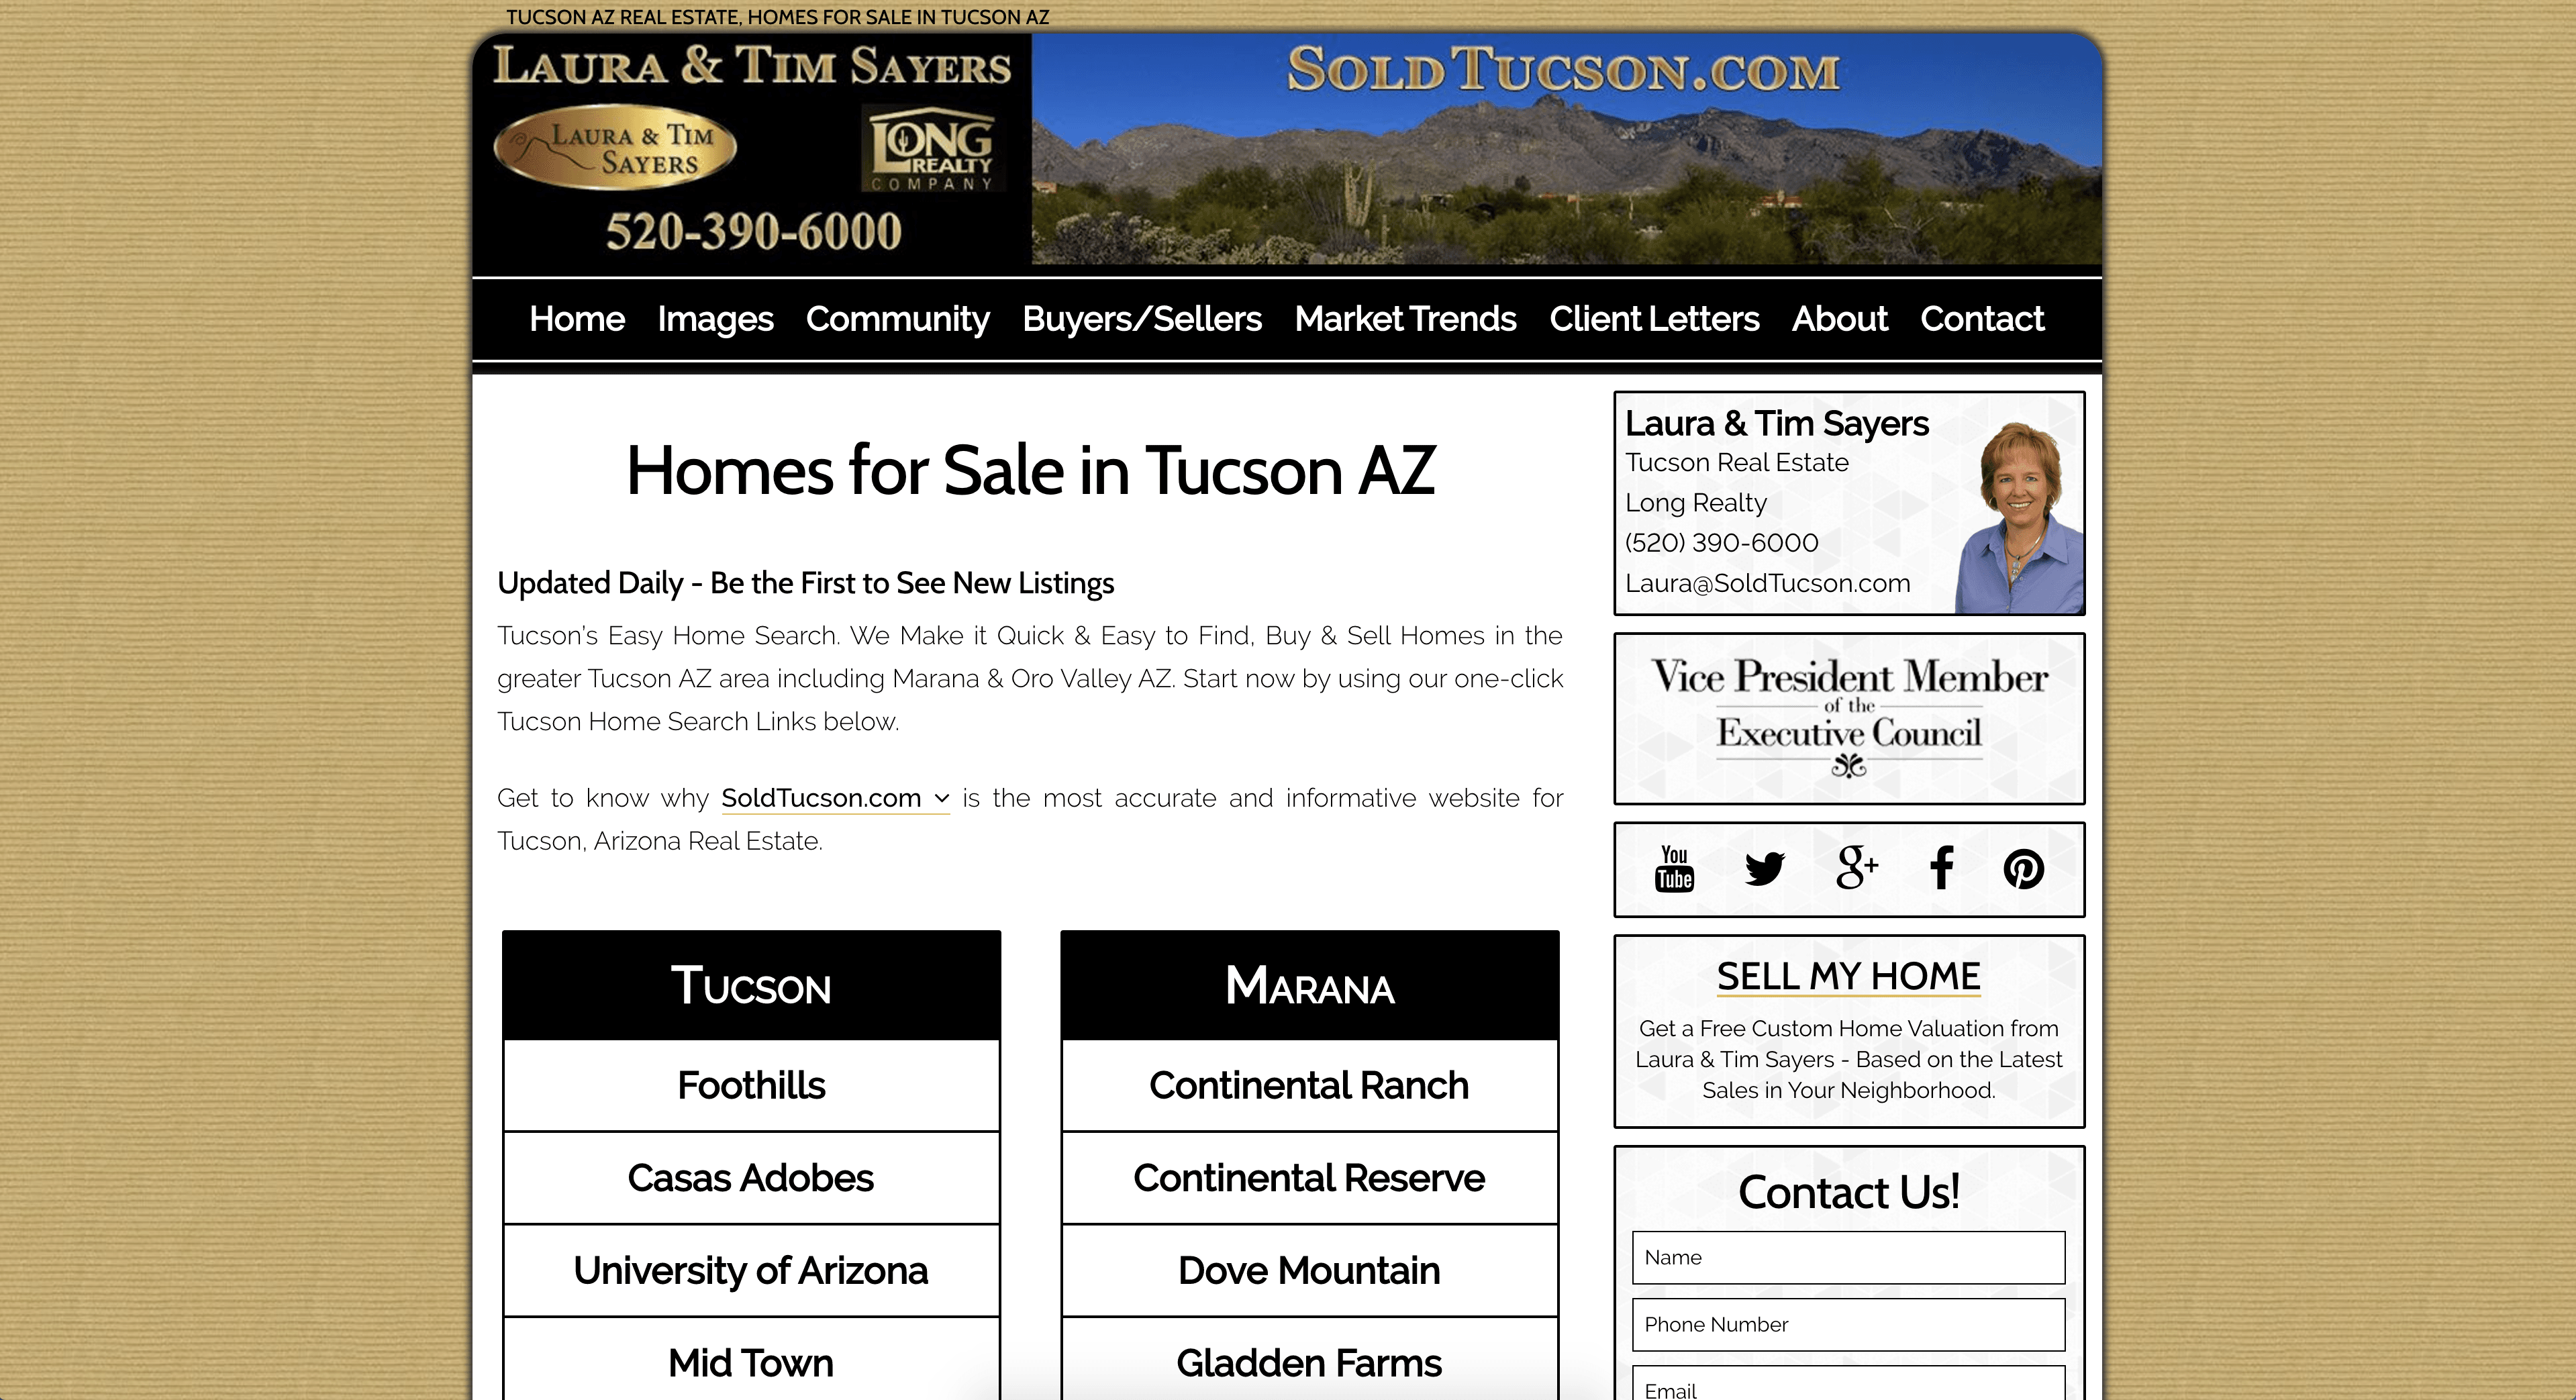 TUCSON AZ REAL ESTATE, HOMES FOR SALE IN TUCSON AZ
LAURA & TIM SAYERS
SOLDTUCSON.COM
LAURA & TIM
SAYERS
LONG
REALTY
COMPANY
520-390-6000
Home Images Community Buyers/Sellers Market Trends Client Letters About Contact
Homes for Sale in Tucson AZ
Updated Daily - Be the First to See New Listings
Tucson’s Easy Home Search. We Make it Quick & Easy to Find, Buy & Sell Homes in the
greater Tucson AZ area including Marana & Oro Valley AZ. Start now by using our one-click
Tucson Home Search Links below.
Get to know why SoldTucson.com is the most accurate and informative website for
Tucson, Arizona Real Estate.
TUCSON
Foothills
Casas Adobes
University of Arizona
Mid Town
MARANA
Continental Ranch
Continental Reserve
Dove Mountain
Gladden Farms
Laura & Tim Sayers
Tucson Real Estate
Long Realty
(520) 390-6000
Laura@SoldTucson.com
Vice President Member
of the
Executive Council
You
Tube
g+
SELL MY HOME
Get a Free Custom Home Valuation from
Laura & Tim Sayers - Based on the Latest
Sales in Your Neighborhood.
Contact Us!
Name
Phone Number
Email